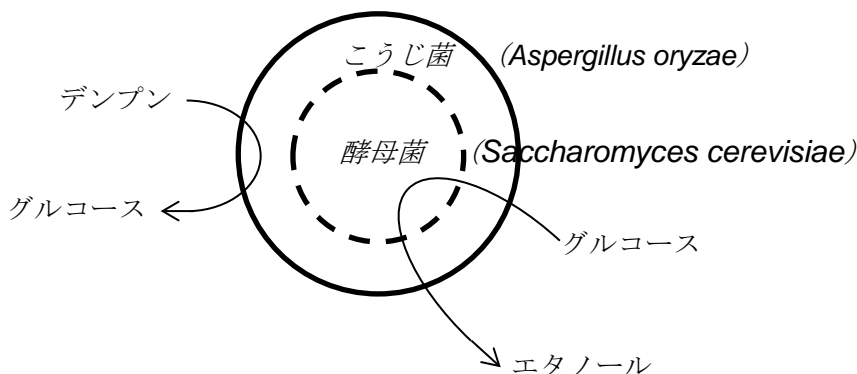 こうじ菌 (Aspergillus oryzae)
デンプン
酵母菌 (Saccharomyces cerevisiae)
グルコース
グルコース
エタノール